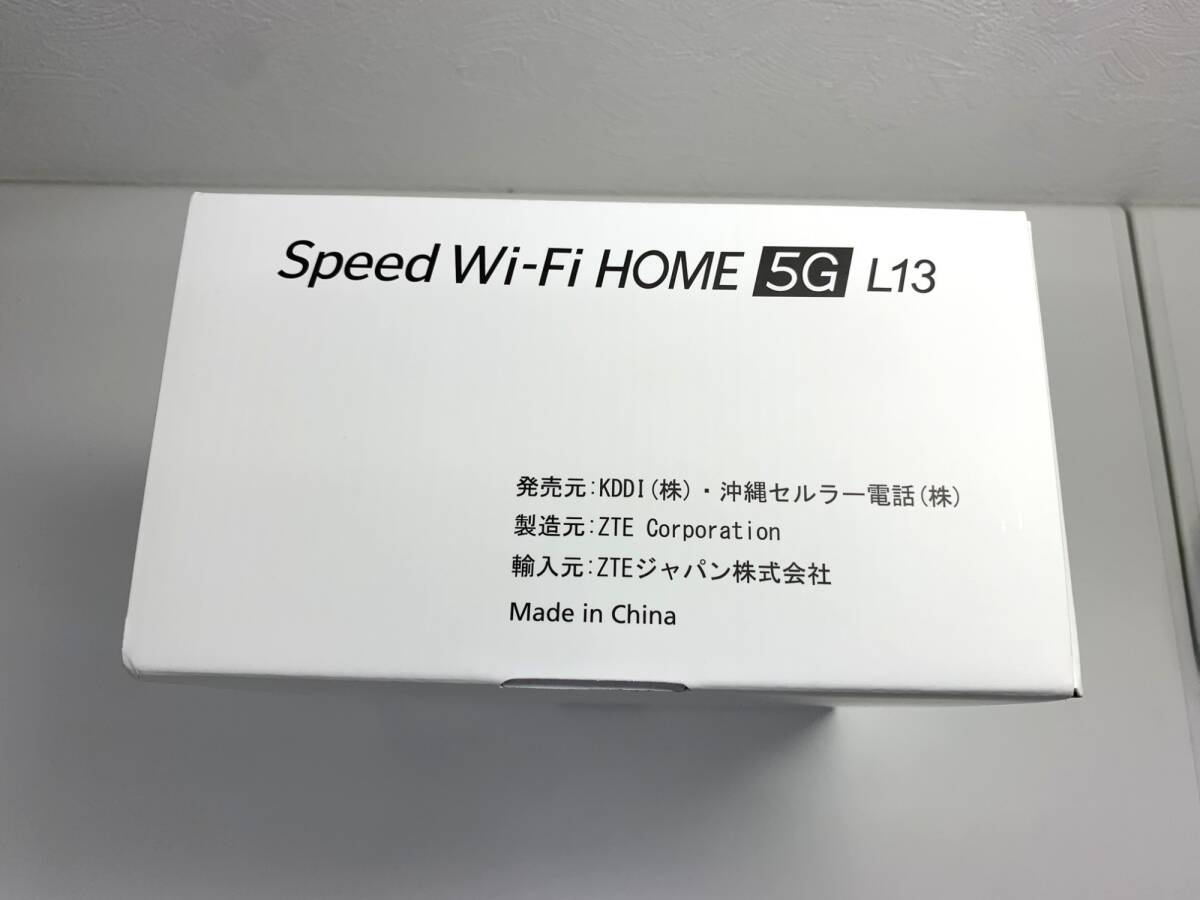 Speed Wi-Fi HOME 5G L13
発売元:KDDI(株)・沖縄セルラー電話(株)
製造元:ZTE Corporation
輸入元:ZTEジャパン株式会社
Made in China